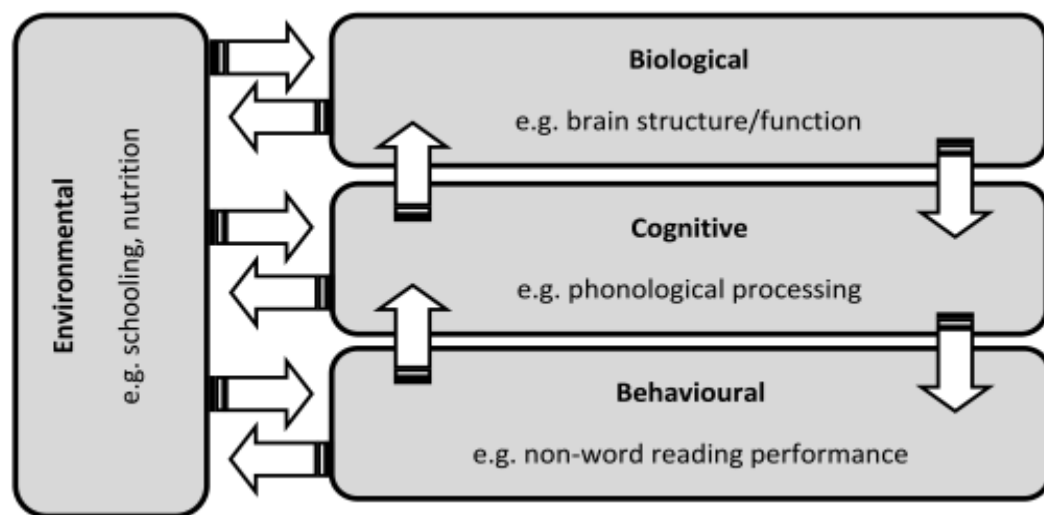 Environmental
e.g. schooling, nutrition
Biological
e.g. brain structure/function
Cognitive
e.g. phonological processing
Behavioural
e.g. non-word reading performance